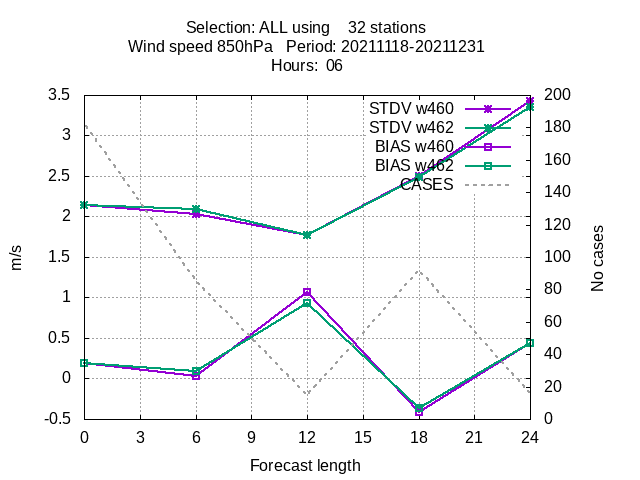 Selection: ALL using    32 stations
Wind speed 850hPa   Period: 20211118-20211231
Hours:  06
3.5
3
2.5
2
1.5
1
0.5
0
-0.5
m/s
STDV w460
STDV w462
BIAS w460
BIAS w462
CASES
200
180
160
140
120
100
80
60
40
20
0
No cases
0 3 6 9 12 15 18 21 24
Forecast length